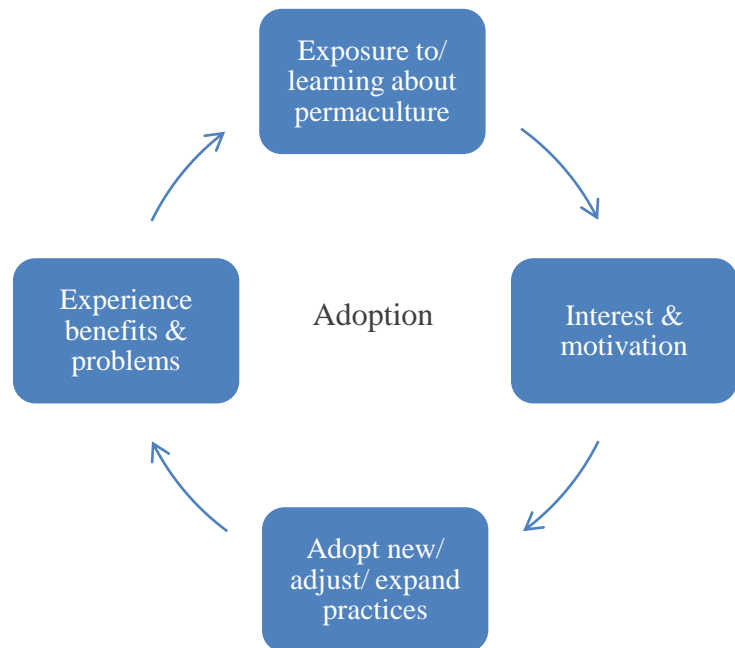 Exposure to/
learning about
permaculture
Experience
benefits &
problems
Adoption
Interest &
motivation
Adopt new/
adjust/ expand
practices